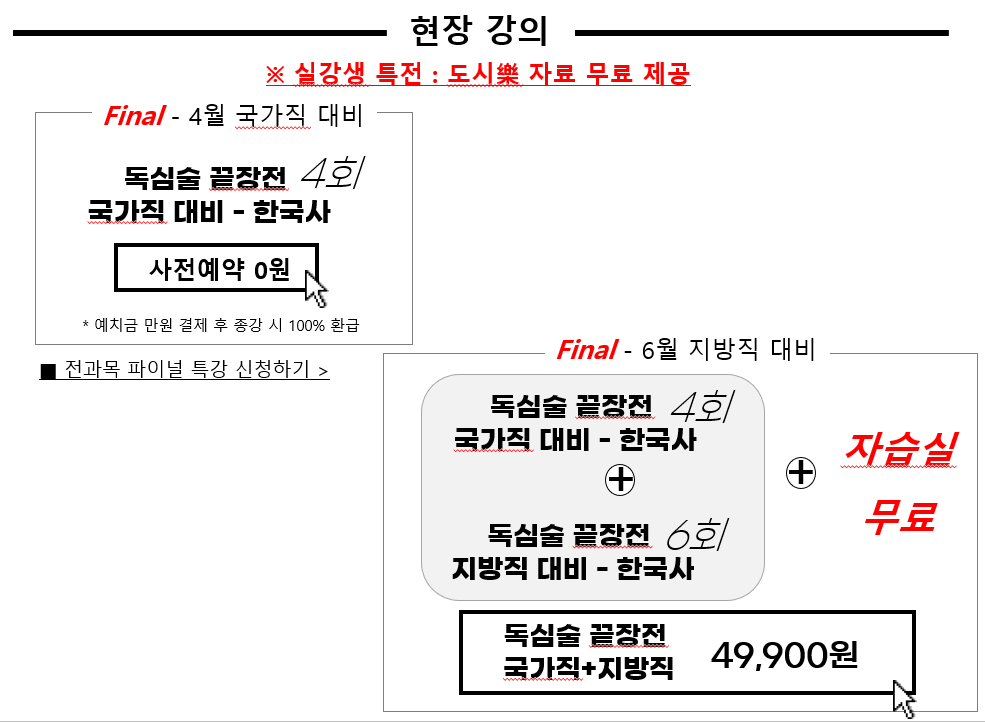 현장 강의
※ 실강생 특전 : 도시樂 자료 무료 제공
Final - 4월 국가직 대비
독심술 끝장전 4회
국가직 대비 - 한국사
사전예약 0원
* 예치금 만원 결제 후 종강 시 100% 환급
■ 전과목 파이널 특강 신청하기 >
Final - 6월 지방직 대비
독심술 끝장전 4회
국가직 대비 - 한국사
+
독심술 끝장전 6회
지방직 대비 - 한국사
+
자습실
무료
독심술 끝장전
국가직+지방직
49,900원